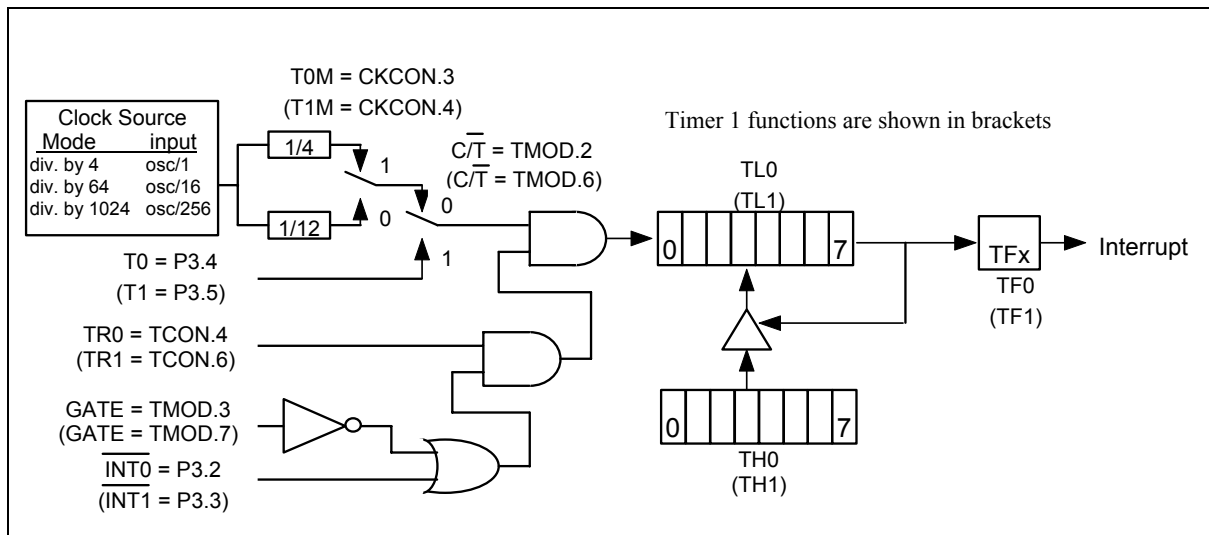 T0M = CKCON.3
(T1M = CKCON.4)
Clock Source
Mode input
div. by 4 osc/1
div. by 64 osc/16
div. by 1024 osc/256
1/4
1
0
1/12
Timer 1 functions are shown in brackets
C/T̅ = TMOD.2
(C/T̅ = TMOD.6)
0
1
T0 = P3.4
(T1 = P3.5)
TR0 = TCON.4
(TR1 = TCON.6)
GATE = TMOD.3
(GATE = TMOD.7)
I̅N̅T̅0̅ = P3.2
(I̅N̅T̅1̅ = P3.3)
TL0
(TL1)
0 7
TFx
TF0
(TF1)
Interrupt
0 7
TH0
(TH1)